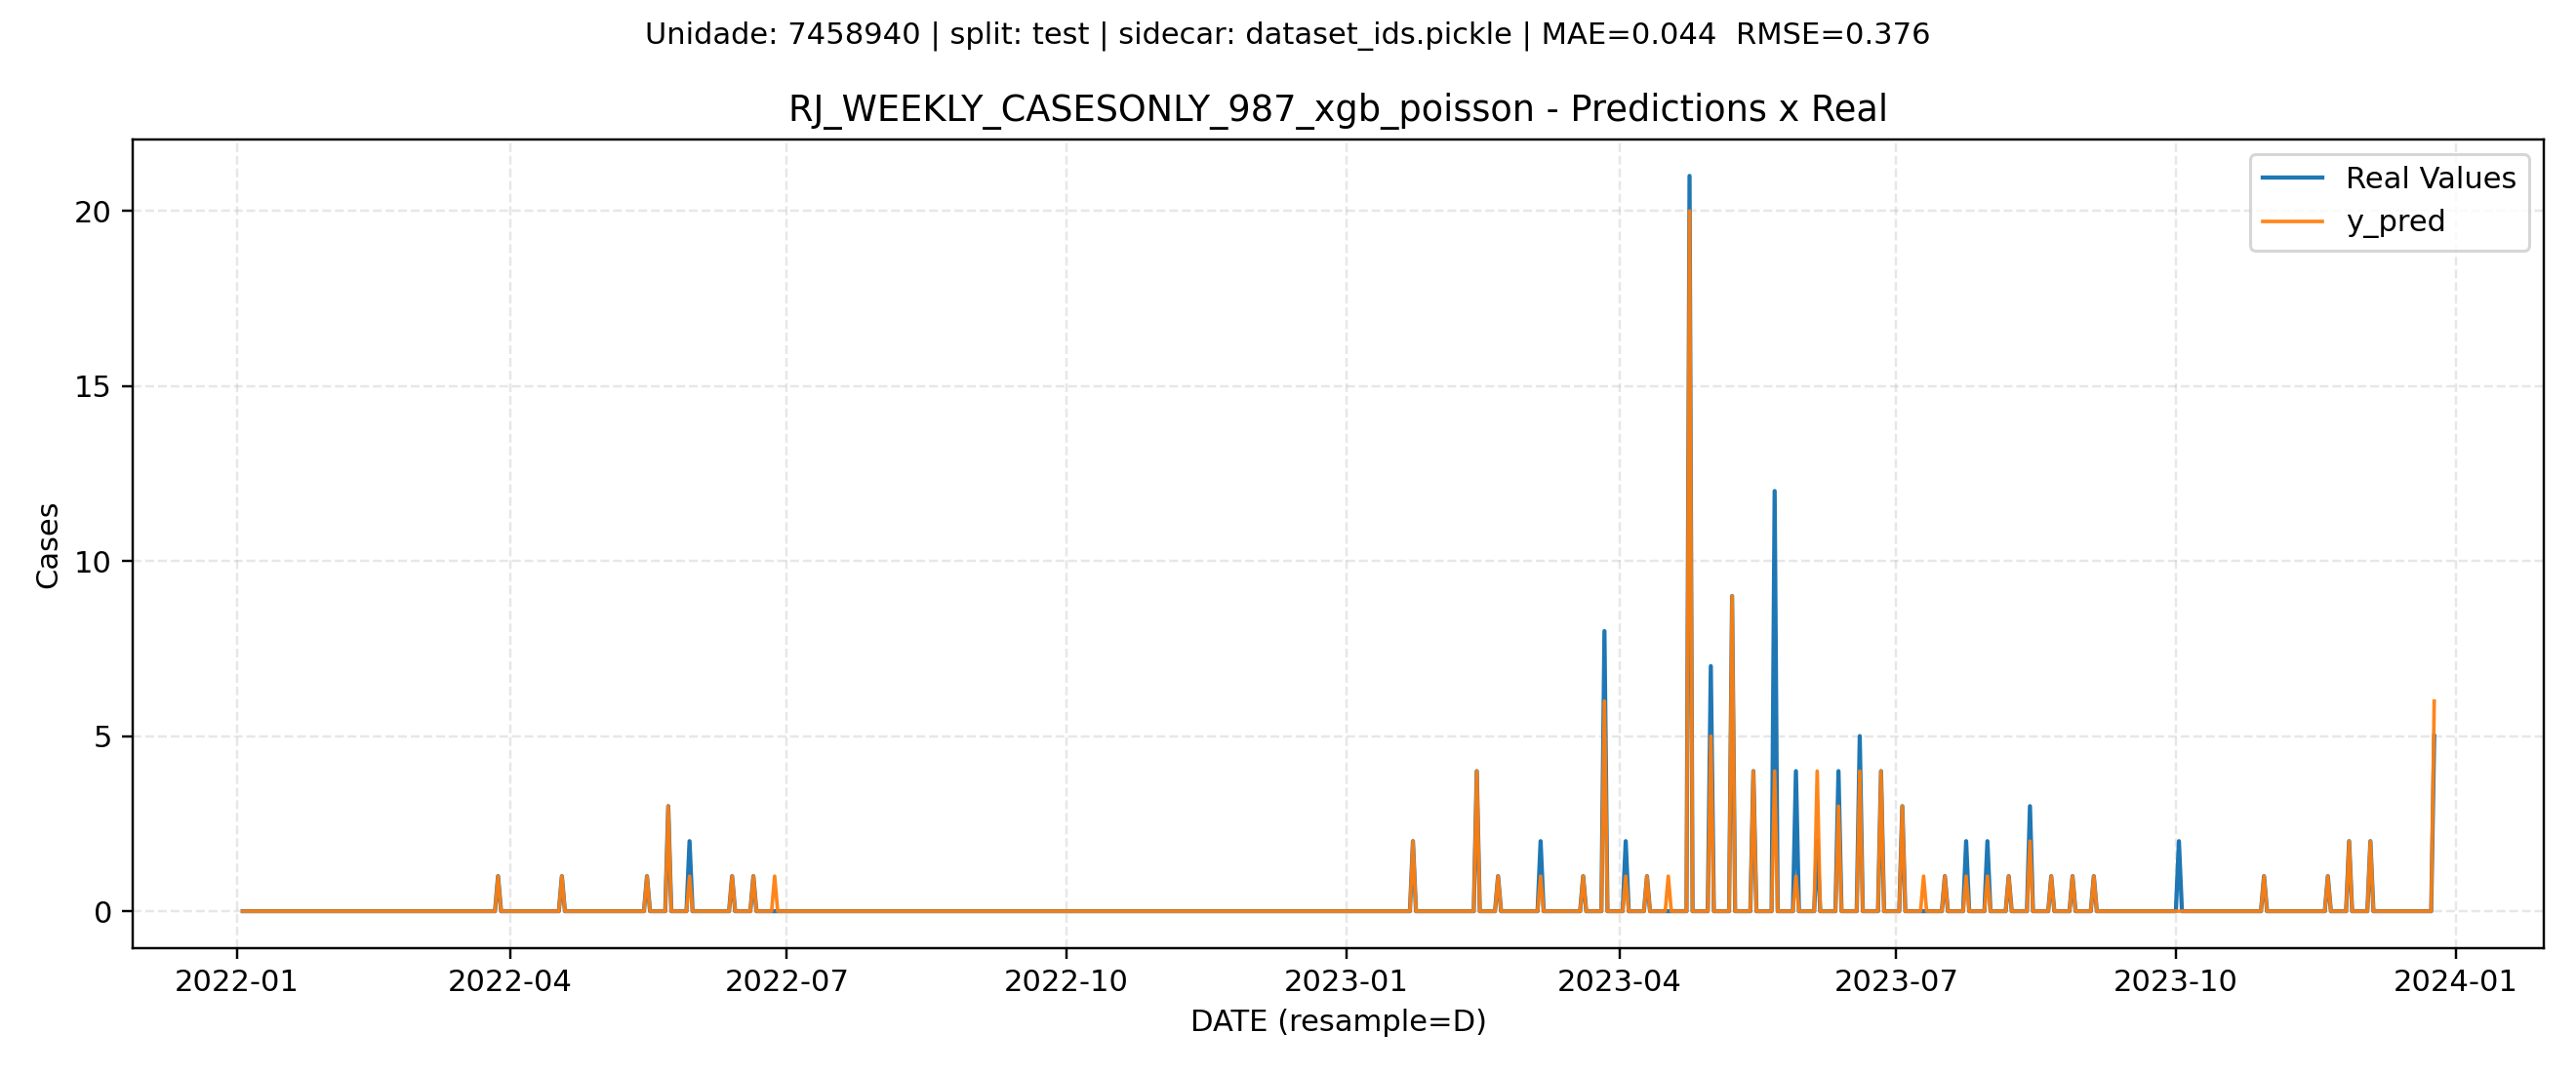 Unidade: 7458940 | split: test | sidecar: dataset_ids.pickle | MAE=0.044  RMSE=0.376
RJ_WEEKLY_CASESONLY_987_xgb_poisson - Predictions x Real
Real Values
y_pred
Cases
20
15
10
5
0
2022-01
2022-04
2022-07
2022-10
2023-01
2023-04
2023-07
2023-10
2024-01
DATE (resample=D)